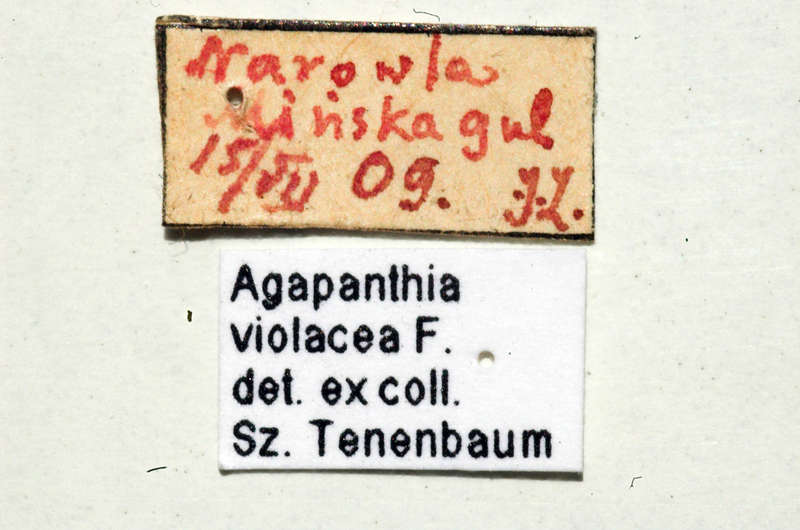 Narowla
Mińska gub
15/VII 09. J.Z.
Agapanthia
violacea F.
det. ex coll.
Sz. Tenenbaum